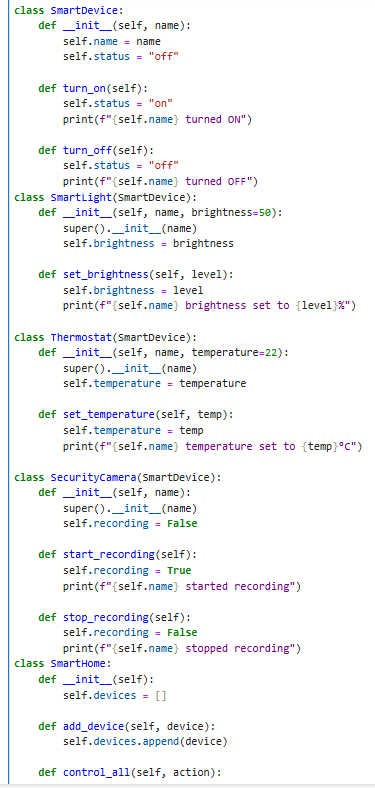 class SmartDevice:
    def __init__(self, name):
        self.name = name
        self.status = "off"

    def turn_on(self):
        self.status = "on"
        print(f"{self.name} turned ON")

    def turn_off(self):
        self.status = "off"
        print(f"{self.name} turned OFF")
class SmartLight(SmartDevice):
    def __init__(self, name, brightness=50):
        super().__init__(name)
        self.brightness = brightness

    def set_brightness(self, level):
        self.brightness = level
        print(f"{self.name} brightness set to {level}%")

class Thermostat(SmartDevice):
    def __init__(self, name, temperature=22):
        super().__init__(name)
        self.temperature = temperature

    def set_temperature(self, temp):
        self.temperature = temp
        print(f"{self.name} temperature set to {temp}°C")

class SecurityCamera(SmartDevice):
    def __init__(self, name):
        super().__init__(name)
        self.recording = False

    def start_recording(self):
        self.recording = True
        print(f"{self.name} started recording")

    def stop_recording(self):
        self.recording = False
        print(f"{self.name} stopped recording")
class SmartHome:
    def __init__(self):
        self.devices = []

    def add_device(self, device):
        self.devices.append(device)

    def control_all(self, action):